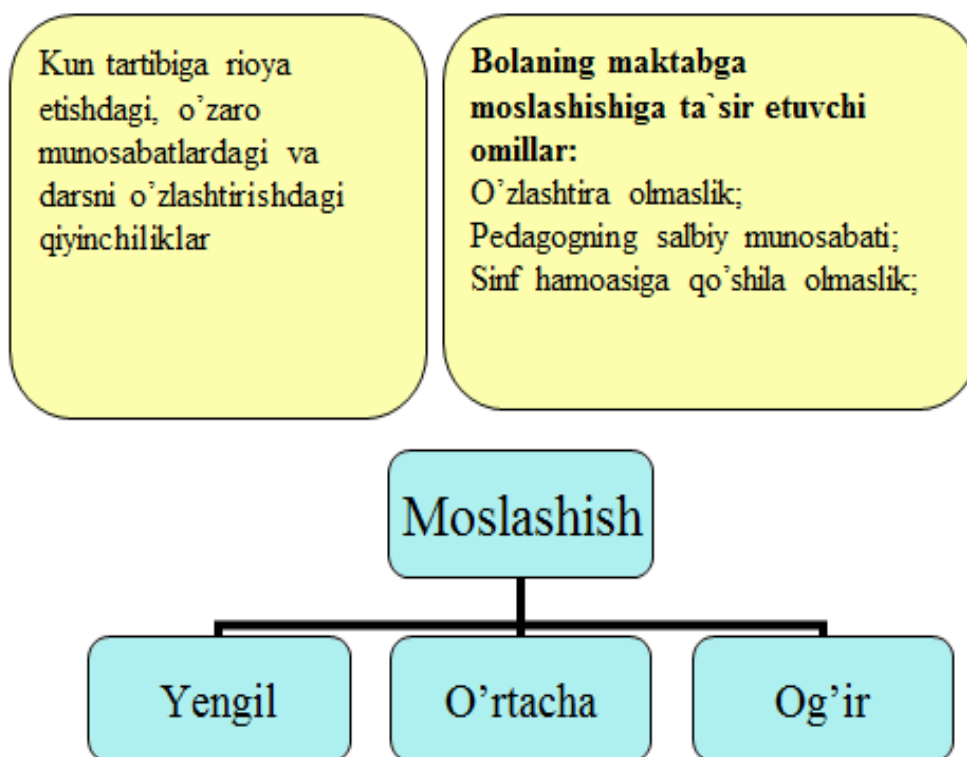 Kun tartibiga rioya
etishdagi, o’zaro
munosabatlardagi va
darsni o’zlashtirishdagi
qiyinchiliklar
Bolaning maktabga
moslashishiga ta`sir etuvchi
omillar:
O’zlashtira olmaslik;
Pedagogning salbiy munosabati;
Sinf hamoasiga qo’shila olmaslik;
Moslashish
Yengil
O’rtacha
Og’ir